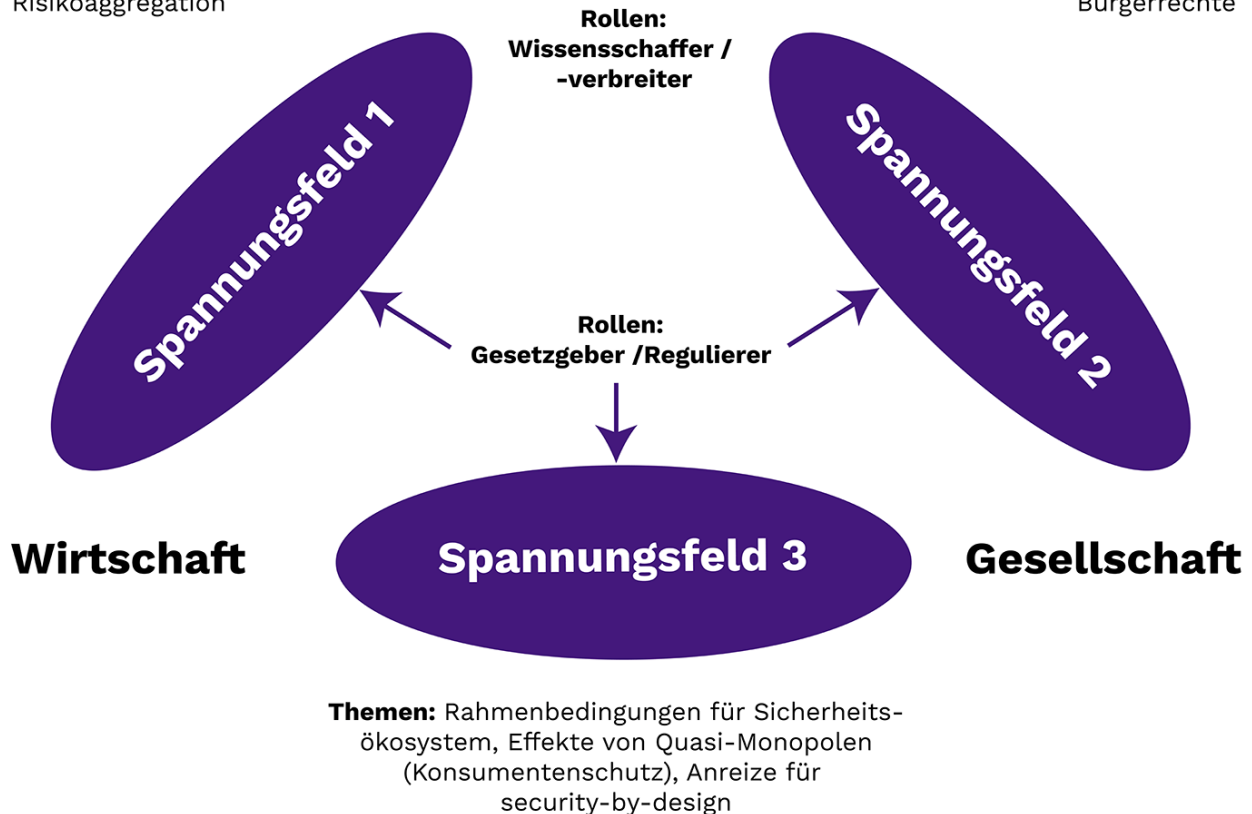 Risikoaggregation
Bürgerrechte
Rollen:
Wissensschaffer /
-verbreiter
Spannungsfeld 1
Spannungsfeld 2
Rollen:
Gesetzgeber /Regulierer
Wirtschaft
Spannungsfeld 3
Gesellschaft
Themen: Rahmenbedingungen für Sicherheits-
ökosystem, Effekte von Quasi-Monopolen
(Konsumentenschutz), Anreize für
security-by-design